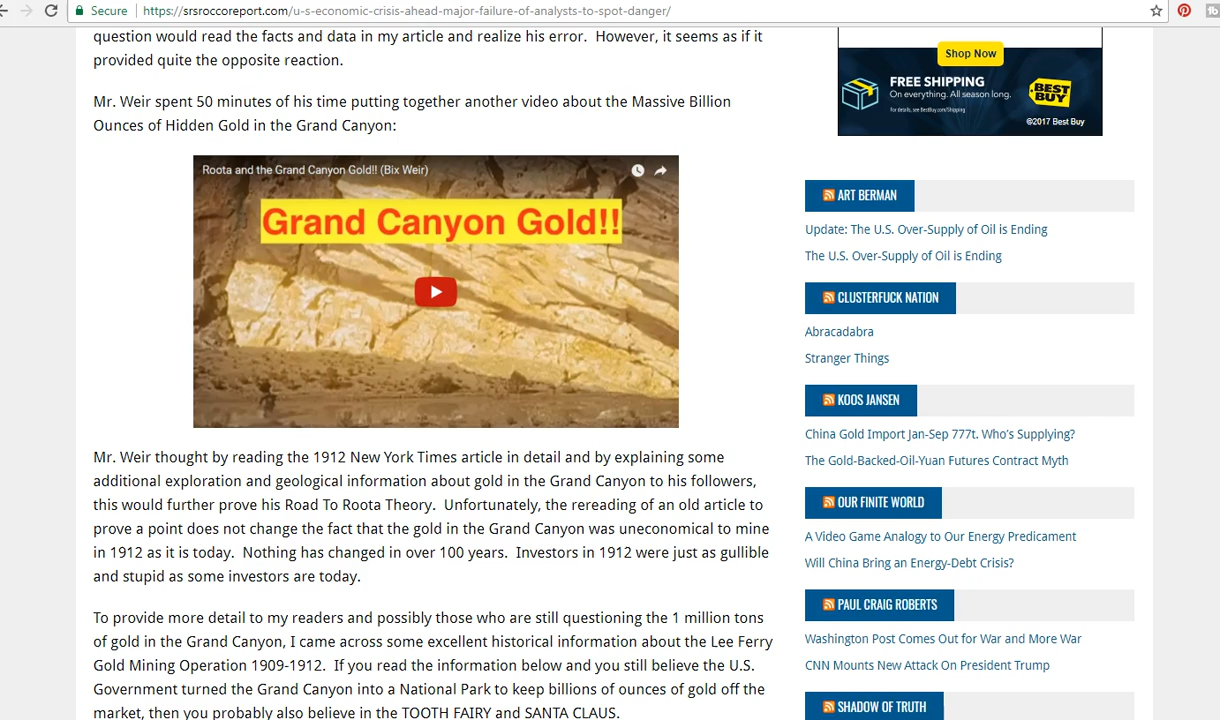 Secure
https://srsroccoreport.com/u-s-economic-crisis-ahead-major-failure-of-analysts-to-spot-danger/
question would read the facts and data in my article and realize his error.  However, it seems as if it
provided quite the opposite reaction.
Mr. Weir spent 50 minutes of his time putting together another video about the Massive Billion
Ounces of Hidden Gold in the Grand Canyon:
Roota and the Grand Canyon Gold!! (Bix Weir)
Grand Canyon Gold!!
Mr. Weir thought by reading the 1912 New York Times article in detail and by explaining some
additional exploration and geological information about gold in the Grand Canyon to his followers,
this would further prove his Road To Roota Theory.  Unfortunately, the rereading of an old article to
prove a point does not change the fact that the gold in the Grand Canyon was uneconomical to mine
in 1912 as it is today.  Nothing has changed in over 100 years.  Investors in 1912 were just as gullible
and stupid as some investors are today.
To provide more detail to my readers and possibly those who are still questioning the 1 million tons
of gold in the Grand Canyon, I came across some excellent historical information about the Lee Ferry
Gold Mining Operation 1909-1912.  If you read the information below and you still believe the U.S.
Government turned the Grand Canyon into a National Park to keep billions of ounces of gold off the
market, then you probably also believe in the TOOTH FAIRY and SANTA CLAUS.
Shop Now
FREE SHIPPING
On everything. All season long.
For details, see BestBuy.com/Shipping.
BEST
BUY
©2017 Best Buy
ART BERMAN
Update: The U.S. Over-Supply of Oil is Ending
The U.S. Over-Supply of Oil is Ending
CLUSTERFUCK NATION
Abracadabra
Stranger Things
KOOS JANSEN
China Gold Import Jan-Sep 777t. Who's Supplying?
The Gold-Backed-Oil-Yuan Futures Contract Myth
OUR FINITE WORLD
A Video Game Analogy to Our Energy Predicament
Will China Bring an Energy-Debt Crisis?
PAUL CRAIG ROBERTS
Washington Post Comes Out for War and More War
CNN Mounts New Attack On President Trump
SHADOW OF TRUTH